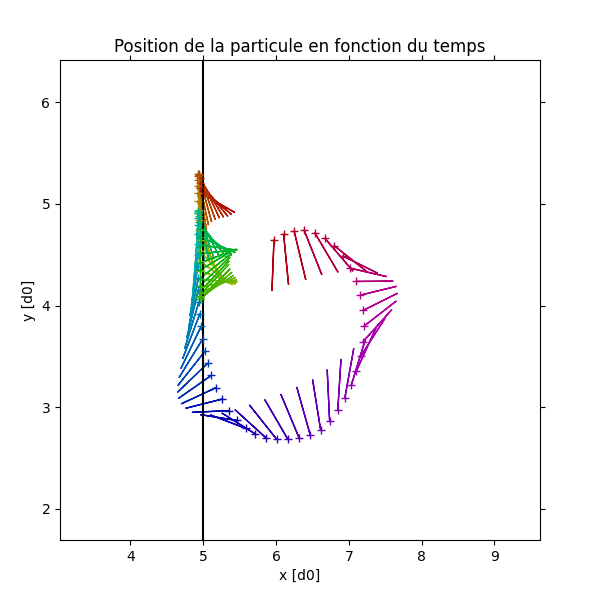 Position de la particule en fonction du temps
6
5
4
3
2
y [d0]
4 5 6 7 8 9
x [d0]